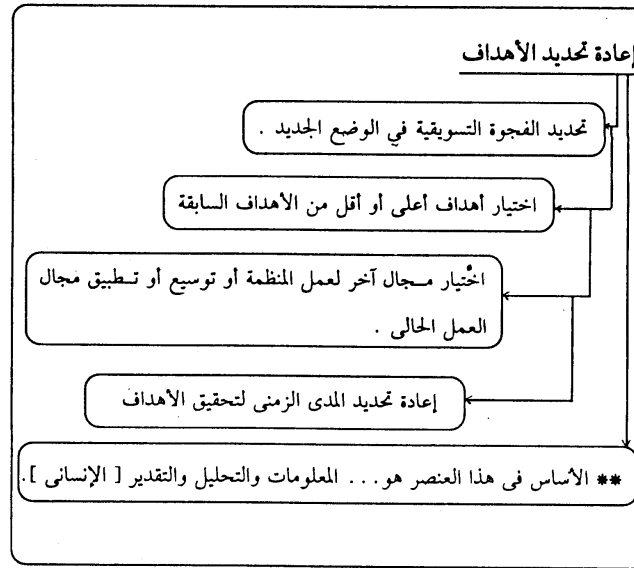 إعادة تحديد الأهداف
تحديد الفجوة التسويقية في الوضع الجديد .
اختيار أهداف أعلى أو أقل من الأهداف السابقة
اختيار مجال آخر لعمل المنظمة أو توسيع أو تطبيق مجال
العمل الحالى .
إعادة تحديد المدى الزمنى لتحقيق الأهداف
** الأساس فى هذا العنصر هو ... المعلومات والتحليل والتقدير [ الإنسانى ].